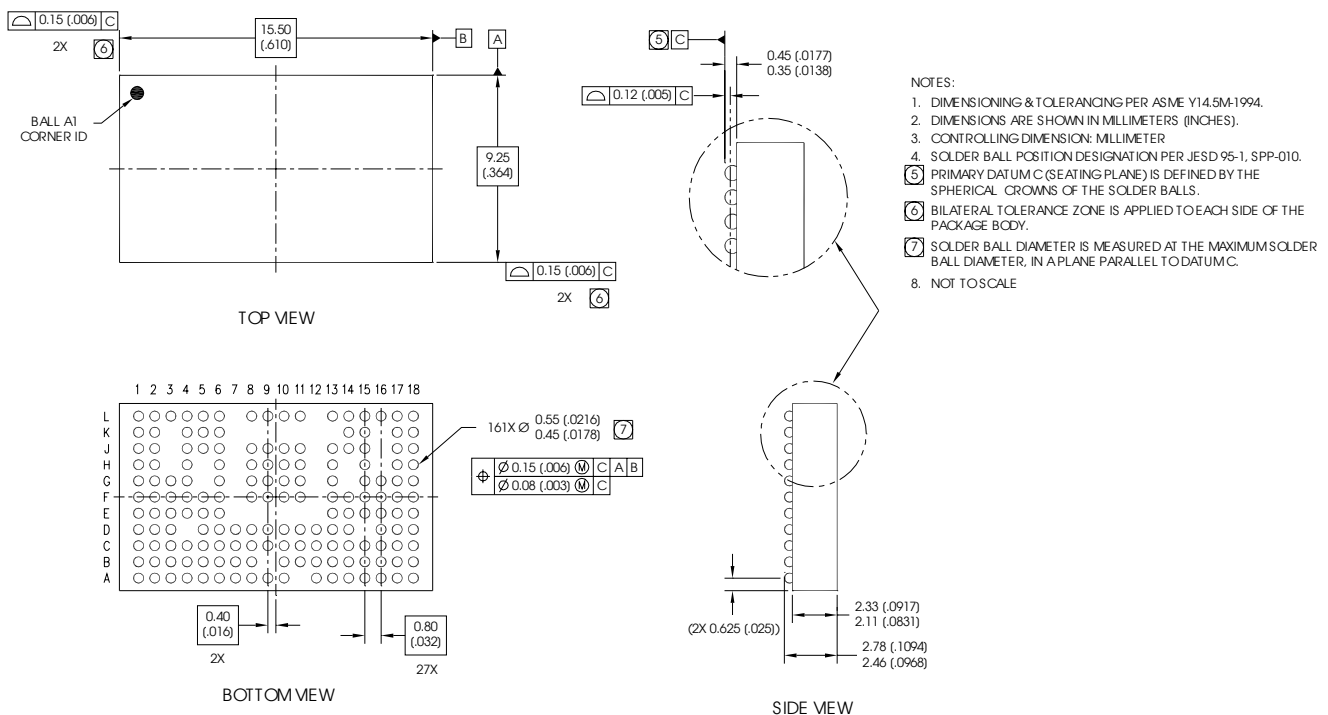 0.15 (.006) C
2X 6
15.50
(.610)
B
A
BALL A1
CORNER ID
9.25
(.364)
0.15 (.006) C
2X 6
TOP VIEW
5 C
0.45 (.0177)
0.35 (.0138)
0.12 (.005) C
NOTES:
1. DIMENSIONING & TOLERANCING PER ASME Y14.5M-1994.
2. DIMENSIONS ARE SHOWN IN MILLIMETERS (INCHES).
3. CONTROLLING DIMENSION: MILLIMETER
4. SOLDER BALL POSITION DESIGNATION PER JESD 95-1, SPP-010.
5 PRIMARY DATUM C (SEATING PLANE) IS DEFINED BY THE
SPHERICAL CROWNS OF THE SOLDER BALLS.
6 BILATERAL TOLERANCE ZONE IS APPLIED TO EACH SIDE OF THE
PACKAGE BODY.
7 SOLDER BALL DIAMETER IS MEASURED AT THE MAXIMUM SOLDER
BALL DIAMETER, IN A PLANE PARALLEL TO DATUM C.
8. NOT TO SCALE
1 2 3 4 5 6 7 8 9 10 11 12 13 14 15 16 17 18
L
K
J
H
G
F
E
D
C
B
A
161X Ø 0.55 (.0216)
0.45 (.0178) 7
⌖ Ø 0.15 (.006) Ⓜ C A B
Ø 0.08 (.003) Ⓜ C
0.40
(.016)
2X
0.80
(.032)
27X
BOTTOM VIEW
(2X 0.625 (.025))
2.33 (.0917)
2.11 (.0831)
2.78 (.1094)
2.46 (.0968)
SIDE VIEW